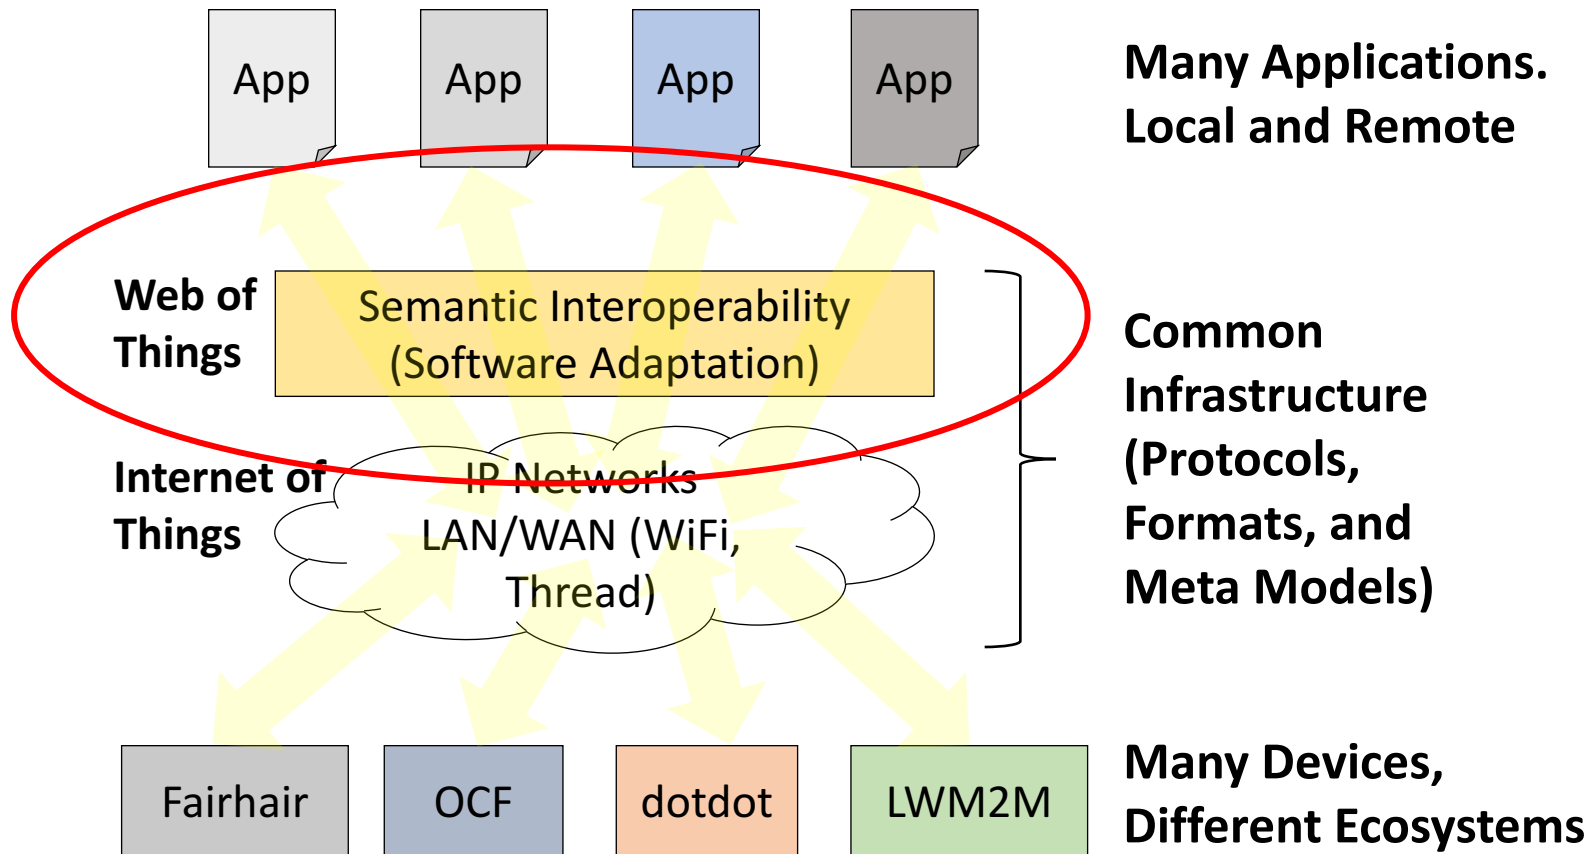 App
App
App
App
Many Applications.
Local and Remote
Web of
Things
Semantic Interoperability
(Software Adaptation)
Common
Infrastructure
(Protocols,
Formats, and
Meta Models)
Internet of
Things
IP Networks
LAN/WAN (WiFi,
Thread)
Fairhair
OCF
dotdot
LWM2M
Many Devices,
Different Ecosystems